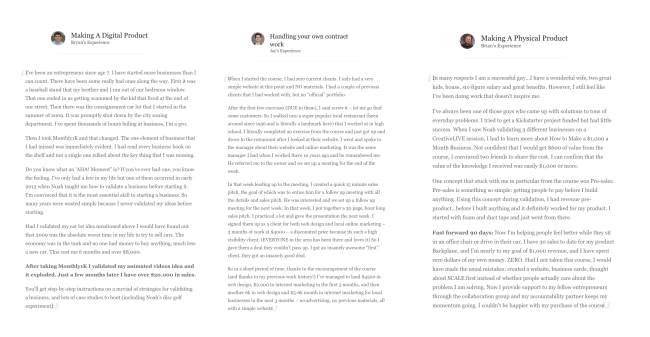 Making A Digital Product
Bryan's Experience
I've been an entrepreneur since age 7. I have started more businesses than I
can count. There have been some really hard ones along the way. First it was
a baseball stand that my brother and I ran out of our bedroom window.
That one ended in us getting summoned by the kid that lived at the end of
our street. Then there was the consignment car lot that I started in the
summer of 2009. It was promptly shut down by the city zoning
department. I've spent thousands of hours failing at business, I'm a pro.
Then I took Monthly1K and that changed. The one element of business that
I had missed was immediately evident. I had read every business book on
the shelf and not a single one talked about the key thing that I was missing.
Do you know what an "AHA! Moment" is? If you've ever had one, you know
the feeling. I've only had a few in my life but one of them occurred in early
2013 when Noah taught me how to validate a business before starting it.
I'm convinced that it is the most essential skill to starting a business. So
many years were wasted simply because I never validated my ideas before
starting.
Had I validated my car lot idea mentioned above I would have found out
that 2009 was the absolute worst time in my life to try to sell cars. The
economy was in the tank and no one had money to buy anything, much less
a new car. This cost me 6 months and over $8,000.
After taking Monthly1K I validated my animated videos idea and
it exploded. Just a few months later I have over $20,000 in sales.
You'll get step-by-step instructions on a myriad of strategies for validating
a business, and lots of case studies to boot (including Noah's disc golf
experiment).
Handling your own contract
work
Jae's Experience
When I started the course, I had zero current clients. I only had a very
simple website at this point and NO materials. I had a couple of previous
clients that I had worked with, but no "official" portfolio.
After the first few exercises (DUE in them), I said screw it – let me go find
some customers. So I walked into a super popular local restaurant (been
around since 1946 and is literally a landmark here) that I worked at in high
school. I literally completed an exercise from the course and just got up and
down to the restaurant after I looked at their website. I went and spoke to
the manager about their website and online marketing. It was the same
manager I had when I worked there 10 years ago and he remembered me.
He referred me to the owner and we set up a meeting for the end of the
week.
In that week leading up to the meeting, I created a quick 15 minute sales
pitch, the goal of which was to entice him for a follow up meeting with all
the details and sales pitch. He was interested and we set up a follow up
meeting for the next week. In that week, I put together a 30 page, hour long
sales pitch. I practiced a lot and gave the presentation the next week. I
signed them up as a client for both web design and local online marketing –
3 months of work at $3000 – a discounted price because it is such a high
visibility client. (EVERYONE in the area has been there and loves it) So I
gave them a deal they couldn't pass up. I got an insanely awesome "first"
client, they got an insanely good deal.
So in a short period of time, thanks to the encouragement of the course
(and thanks to my previous work history!) I've managed to land $1500 in
web design, $3,000 in internet marketing for the first 3 months, and then
another 6k in web design and $5-6k month in internet marketing for local
businesses in the next 3 months – no advertising, no previous materials, all
with a simple website.
Making A Physical Product
Brian's Experience
In many respects I am a successful guy...I have a wonderful wife, two great
kids, house, six-figure salary and great benefits. However, I still feel like
I've been doing work that doesn't inspire me.
I've always been one of those guys who came up with solutions to tons of
everyday problems. I tried to get a Kickstarter project funded but had little
success. When I saw Noah validating 3 different businesses on a
CreativeLIVE session, I had to learn more about How to Make a $1,000 a
Month Business. Not confident that I would get $600 of value from the
course, I convinced two friends to share the cost. I can confirm that the
value of the knowledge I received was easily $1,000 or more.
One concept that stuck with me in particular from the course was Pre-sales.
Pre-sales is something so simple: getting people to pay before I build
anything. Using this concept during validation, I had revenue pre-
product...before I built anything and it definitely worked for my product. I
started with foam and duct tape and just went from there.
Fast forward 90 days: Now I'm helping people feel better while they sit
in an office chair or drive in their car. I have 30 sales to date for my product
Backbone, and I'm nearly to my goal of $1,000 revenue, and I have spent
zero dollars of my own money. ZERO. Had I not taken this course, I would
have made the usual mistakes: created a website, business cards, thought
about SCALE first instead of whether people actually care about the
problem I am solving. Now I provide support to my fellow entrepreneurs
through the collaboration group and my accountability partner keeps my
momentum going. I couldn't be happier with my purchase of the course.